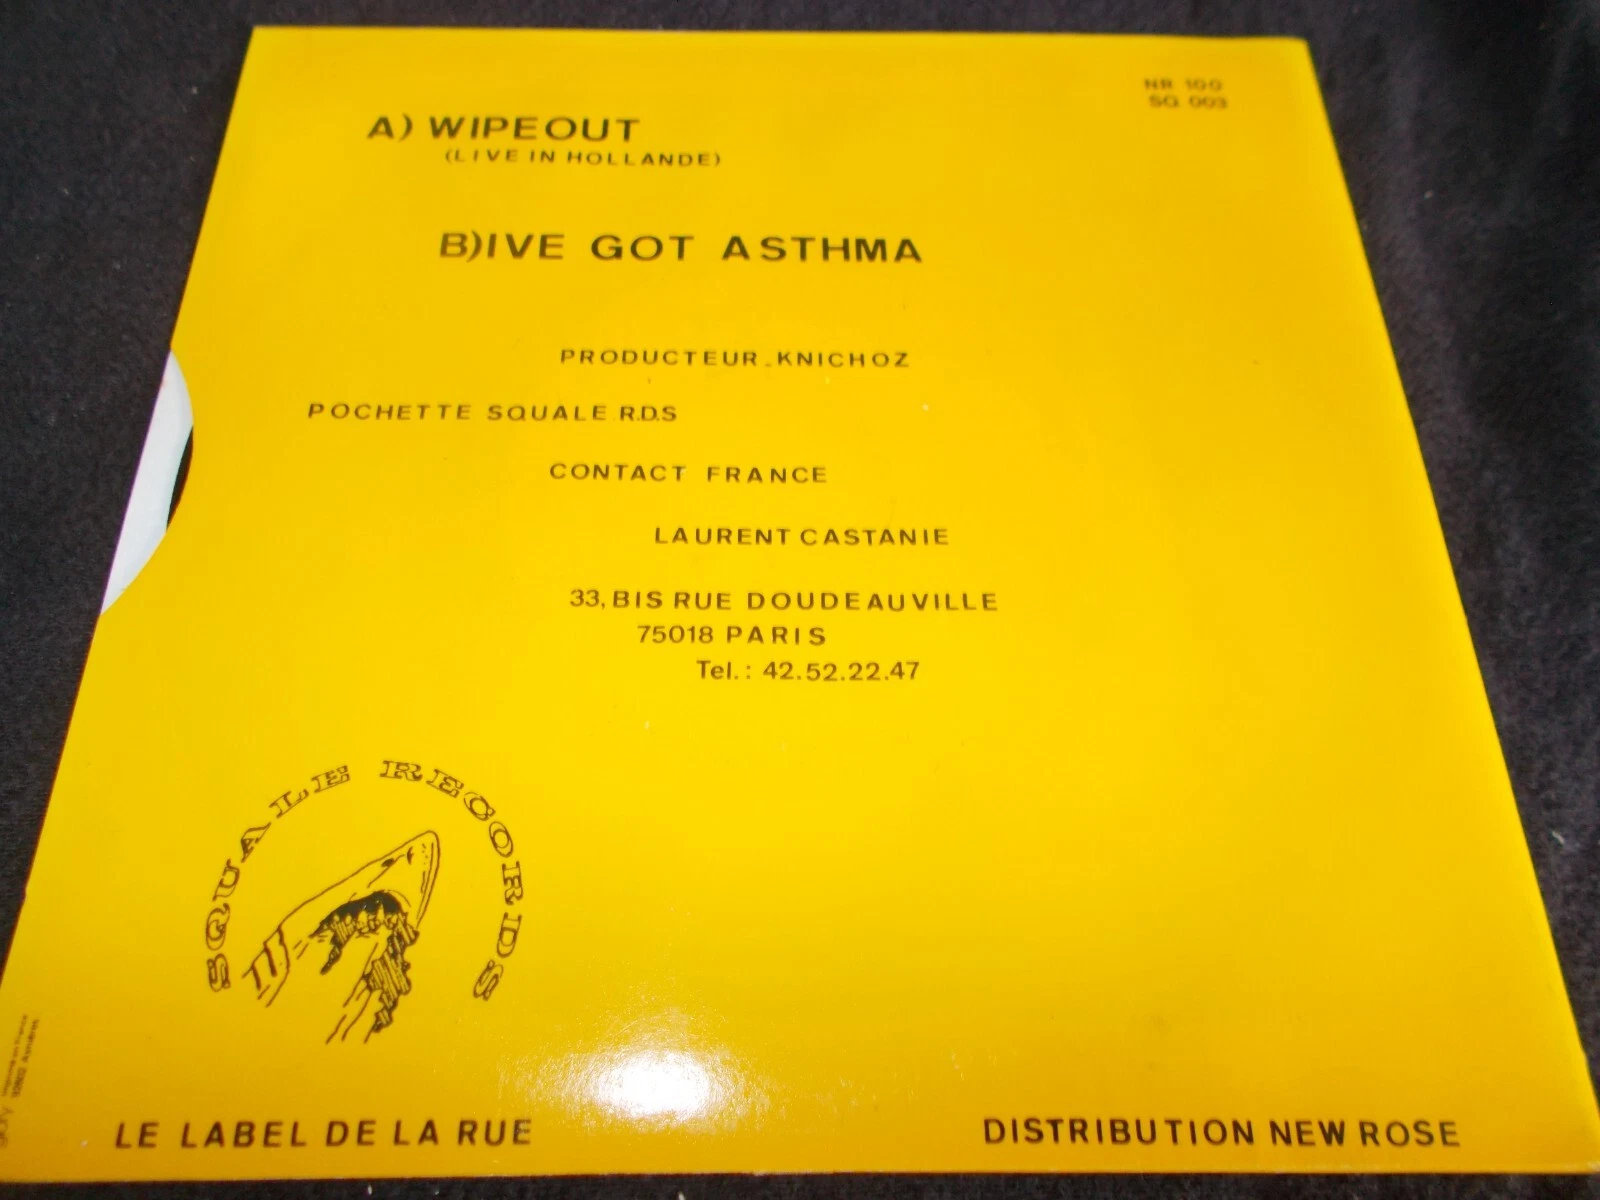 NR 100
SQ 003
A) WIPEOUT
(LIVE IN HOLLANDE)
B)IVE GOT ASTHMA
PRODUCTEUR.KNICHOZ
POCHETTE SQUALE R.D.S
CONTACT FRANCE
LAURENT CASTANIE
33, BIS RUE DOUDEAUVILLE
75018 PARIS
Tel.: 42.52.22.47
SQUALE RECORDS
LE LABEL DE LA RUE
DISTRIBUTION NEW ROSE